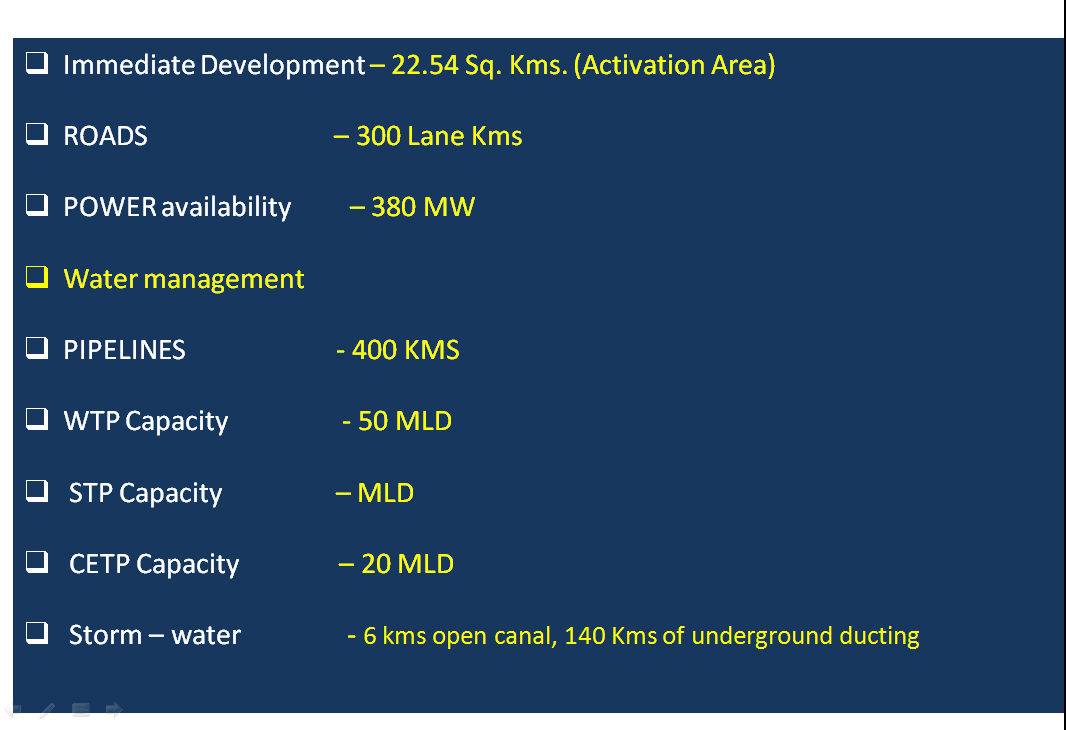 Immediate Development – 22.54 Sq. Kms. (Activation Area)
ROADS – 300 Lane Kms
POWER availability – 380 MW
Water management
PIPELINES - 400 KMS
WTP Capacity - 50 MLD
STP Capacity – MLD
CETP Capacity – 20 MLD
Storm – water - 6 kms open canal, 140 Kms of underground ducting